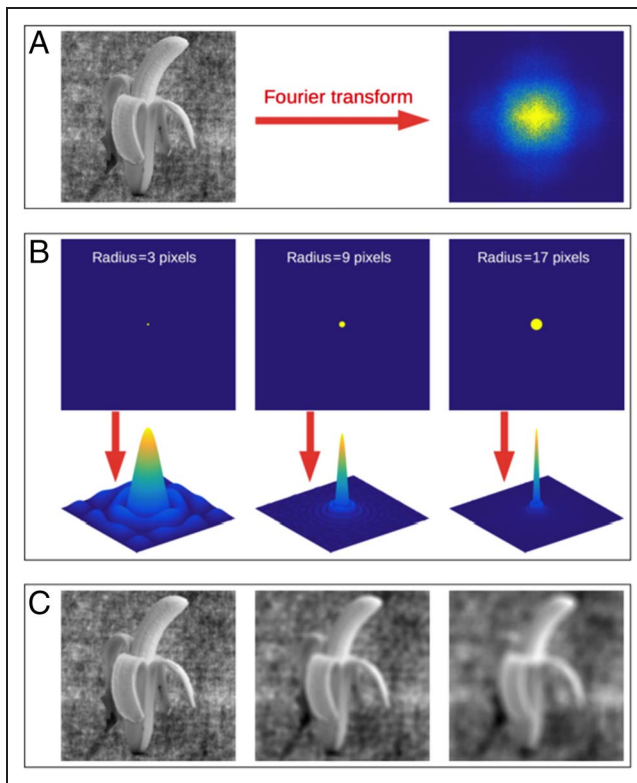 A
Fourier transform
B
Radius=3 pixels
Radius=9 pixels
Radius=17 pixels
C